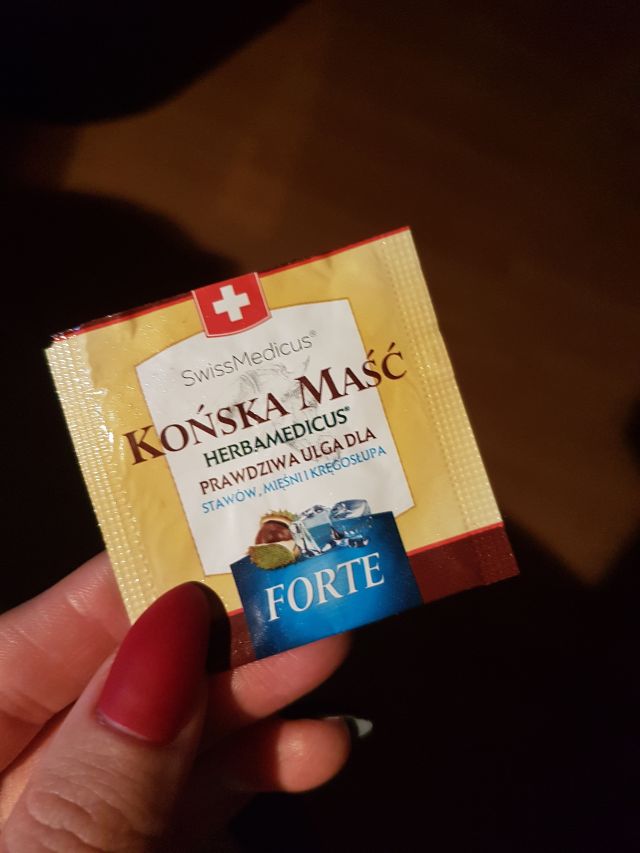 SwissMedicus®
KOŃSKA MAŚĆ
HERBAMEDICUS®
PRAWDZIWA ULGA DLA
STAWÓW, MIĘŚNI I KRĘGOSŁUPA
FORTE